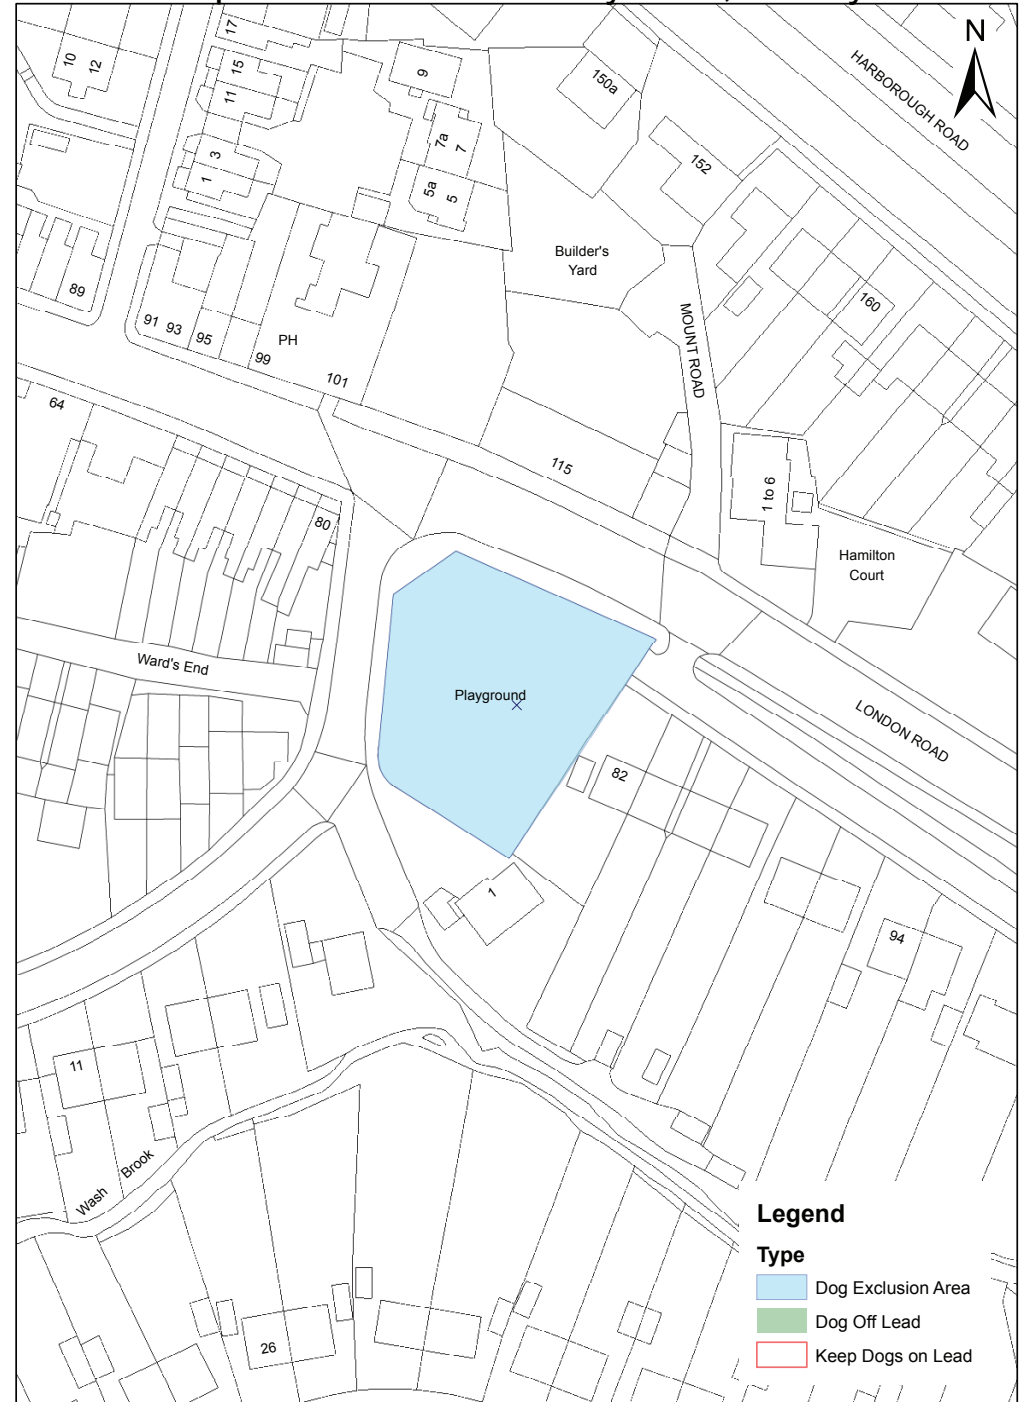 N
HARBOROUGH ROAD
17
10
12
15
11
9
150a
7a
7
3
1
5a
5
152
Builder's
Yard
89
160
91
93
95
99
PH
101
MOUNT ROAD
64
115
80
1 to 6
Hamilton
Court
Ward's End
Playground
LONDON ROAD
82
1
94
11
Wash
Brook
26
Legend
Type
Dog Exclusion Area
Dog Off Lead
Keep Dogs on Lead